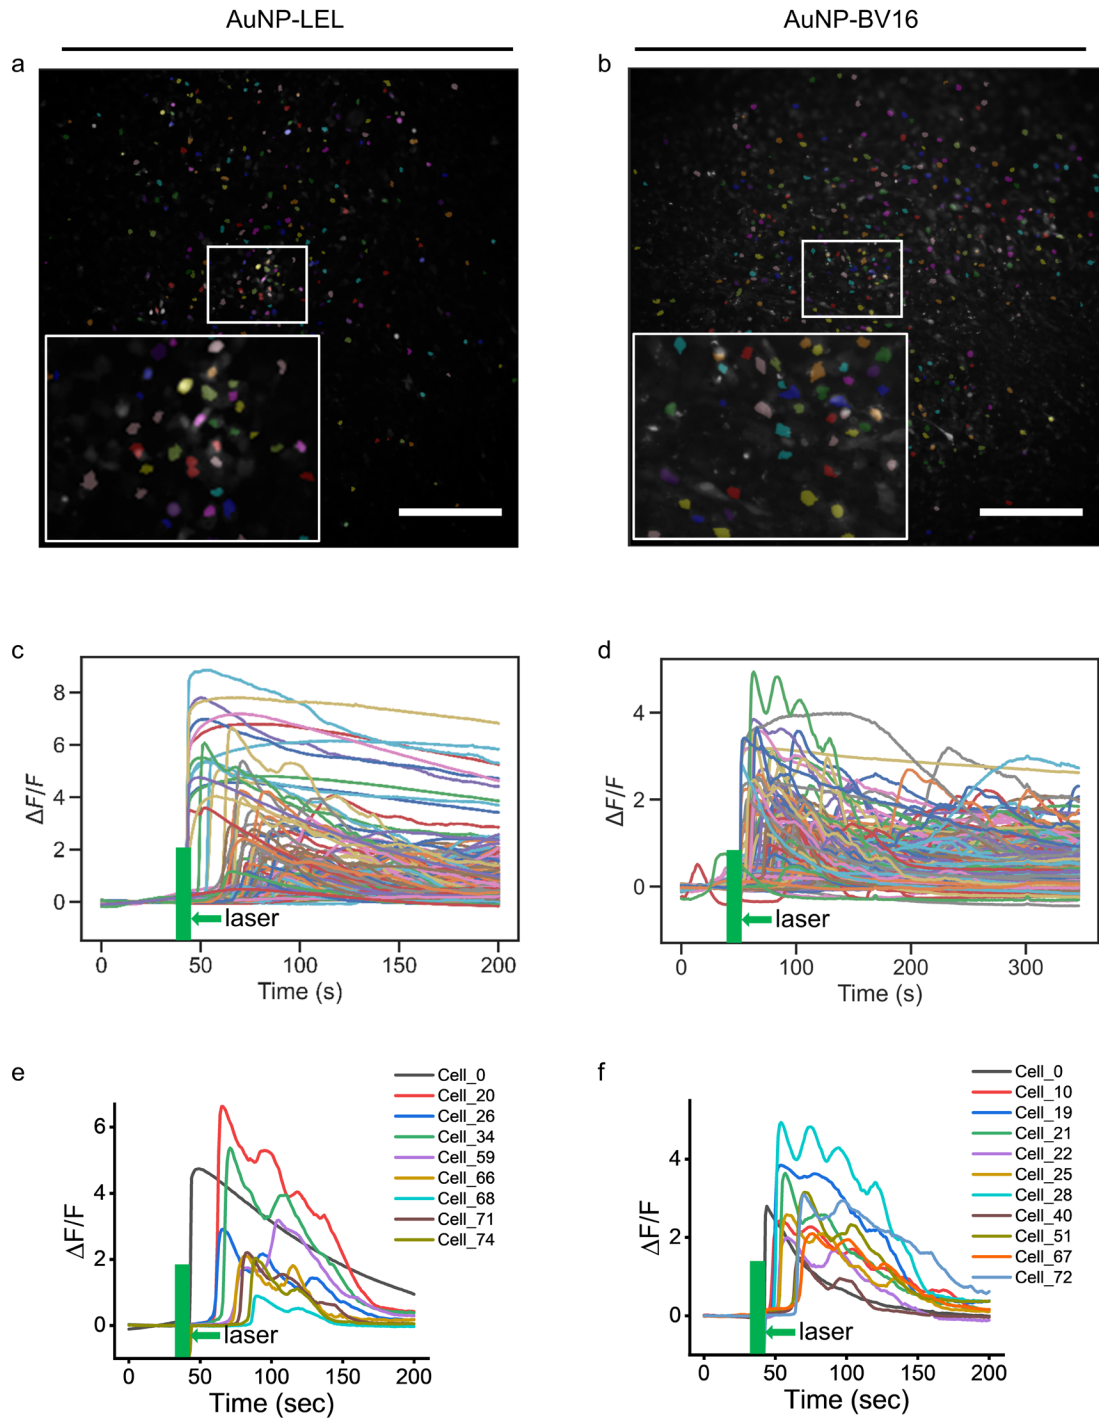 AuNP-LEL
AuNP-BV16
a
b
c
8
6
4
2
0
ΔF/F
laser
0 50 100 150 200
Time (s)
d
4
2
0
ΔF/F
laser
0 100 200 300
Time (s)
e
Cell_0
Cell_20
Cell_26
Cell_34
Cell_59
Cell_66
Cell_68
Cell_71
Cell_74
6
4
2
0
ΔF/F
laser
0 50 100 150 200
Time (sec)
f
Cell_0
Cell_10
Cell_19
Cell_21
Cell_22
Cell_25
Cell_28
Cell_40
Cell_51
Cell_67
Cell_72
4
2
0
ΔF/F
laser
0 50 100 150 200
Time (sec)